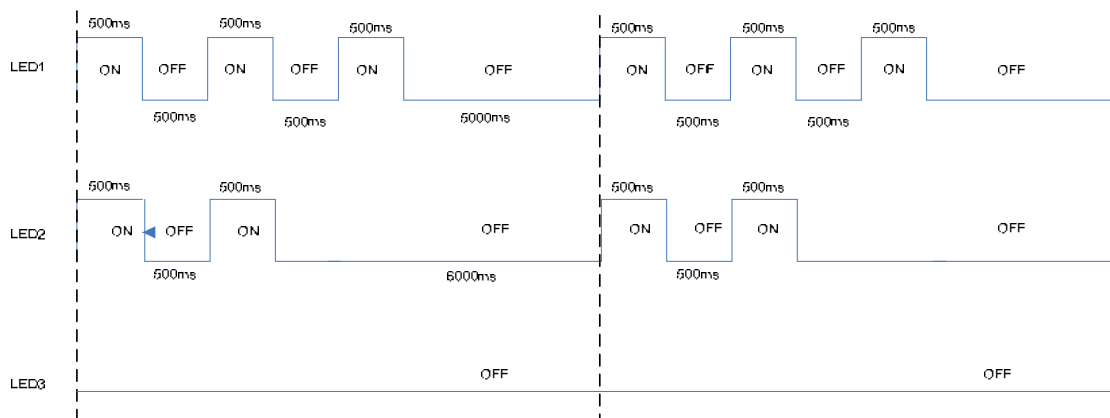 500ms 500ms 500ms 500ms 500ms 500ms
LED1 ON OFF ON OFF ON OFF ON OFF ON OFF ON OFF
500ms 500ms 5000ms 500ms 500ms
500ms 500ms 500ms 500ms
LED2 ON OFF ON OFF ON OFF ON OFF
500ms 6000ms 500ms
OFF OFF
LED3